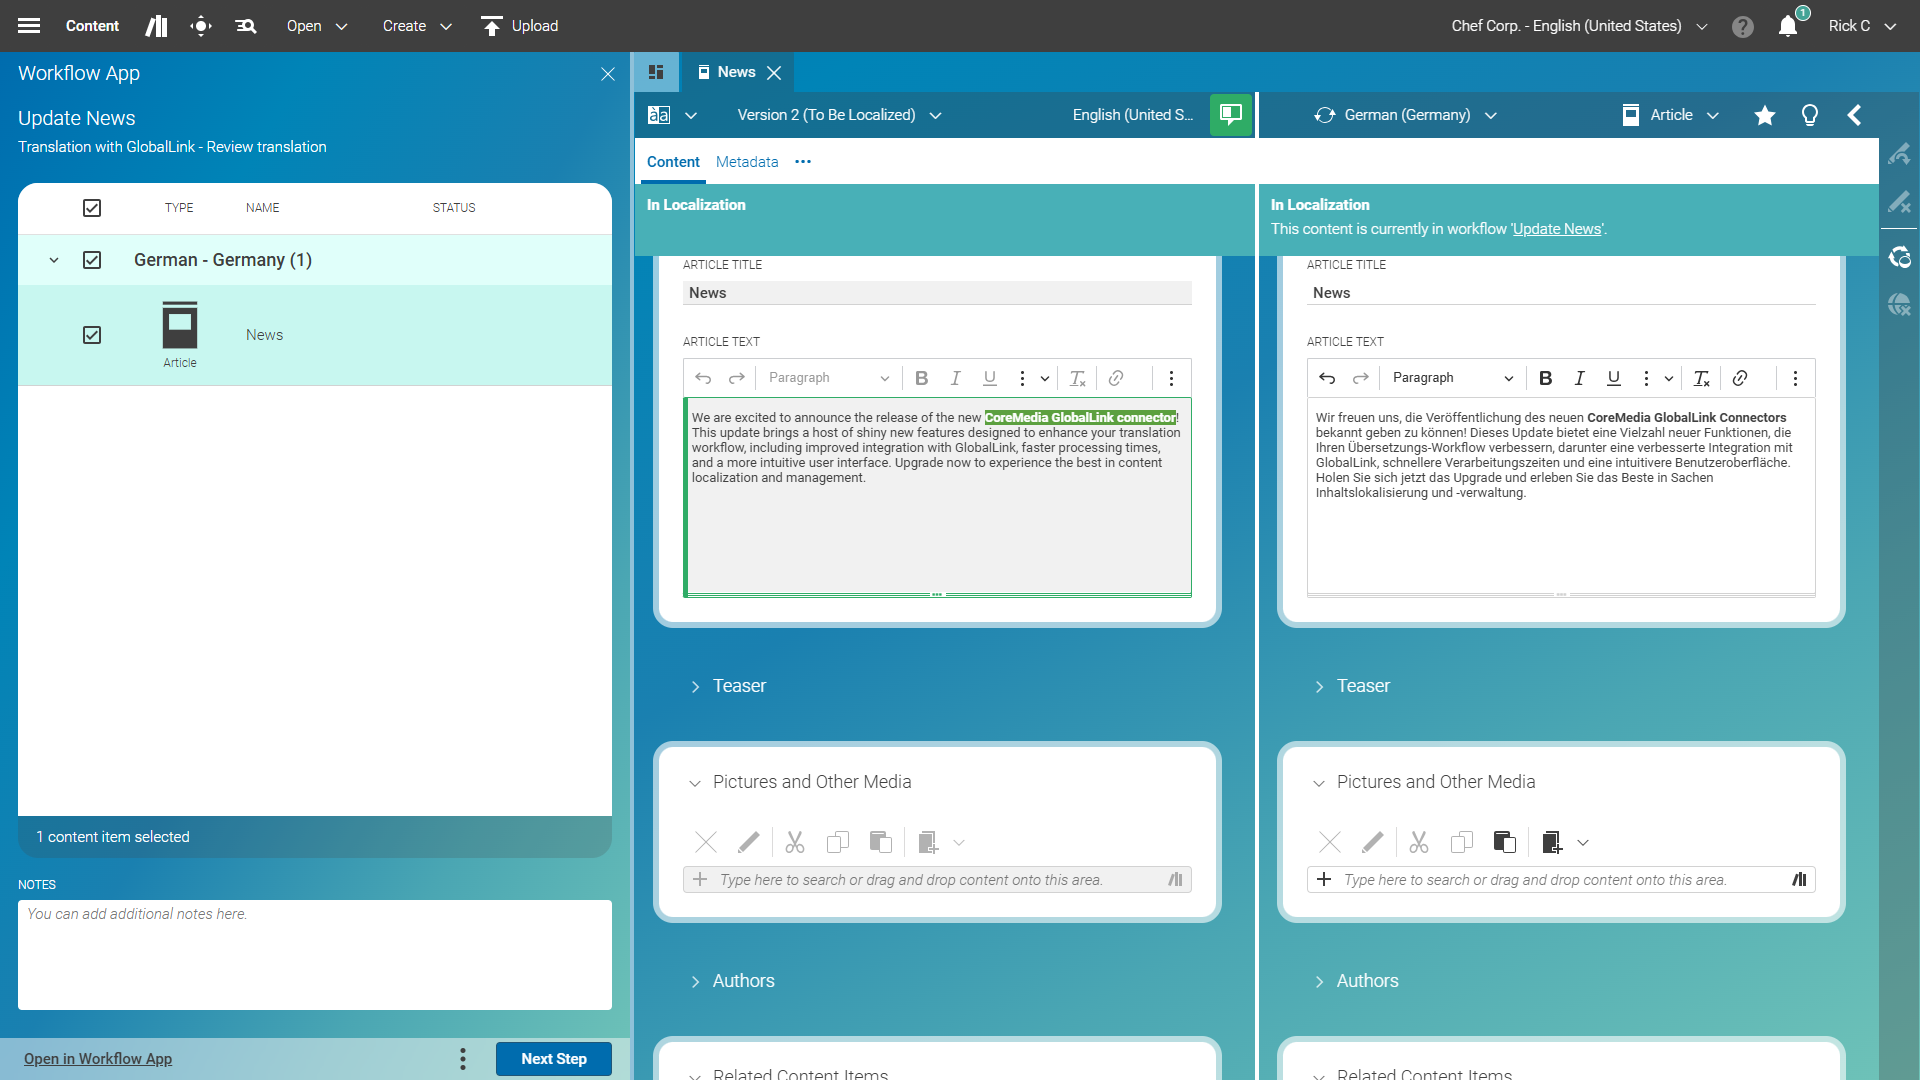 Content
Open
Create
Upload
Chef Corp. - English (United States)
1
Rick C
Workflow App
Update News
Translation with GlobalLink - Review translation
TYPE NAME STATUS
German - Germany (1)
Article
News
1 content item selected
NOTES
You can add additional notes here.
Open in Workflow App
Next Step
News
àa Version 2 (To Be Localized) English (United S...
German (Germany) Article
Content Metadata
In Localization
ARTICLE TITLE
News
ARTICLE TEXT
Paragraph B I U
We are excited to announce the release of the new CoreMedia GlobalLink connector!
This update brings a host of shiny new features designed to enhance your translation
workflow, including improved integration with GlobalLink, faster processing times,
and a more intuitive user interface. Upgrade now to experience the best in content
localization and management.
Teaser
Pictures and Other Media
Type here to search or drag and drop content onto this area.
Authors
Related Content Items
In Localization
This content is currently in workflow 'Update News'.
ARTICLE TITLE
News
ARTICLE TEXT
Paragraph B I U
Wir freuen uns, die Veröffentlichung des neuen CoreMedia GlobalLink Connectors
bekannt geben zu können! Dieses Update bietet eine Vielzahl neuer Funktionen, die
Ihren Übersetzungs-Workflow verbessern, darunter eine verbesserte Integration mit
GlobalLink, schnellere Verarbeitungszeiten und eine intuitivere Benutzeroberfläche.
Holen Sie sich jetzt das Upgrade und erleben Sie das Beste in Sachen
Inhaltslokalisierung und -verwaltung.
Teaser
Pictures and Other Media
Type here to search or drag and drop content onto this area.
Authors
Related Content Items